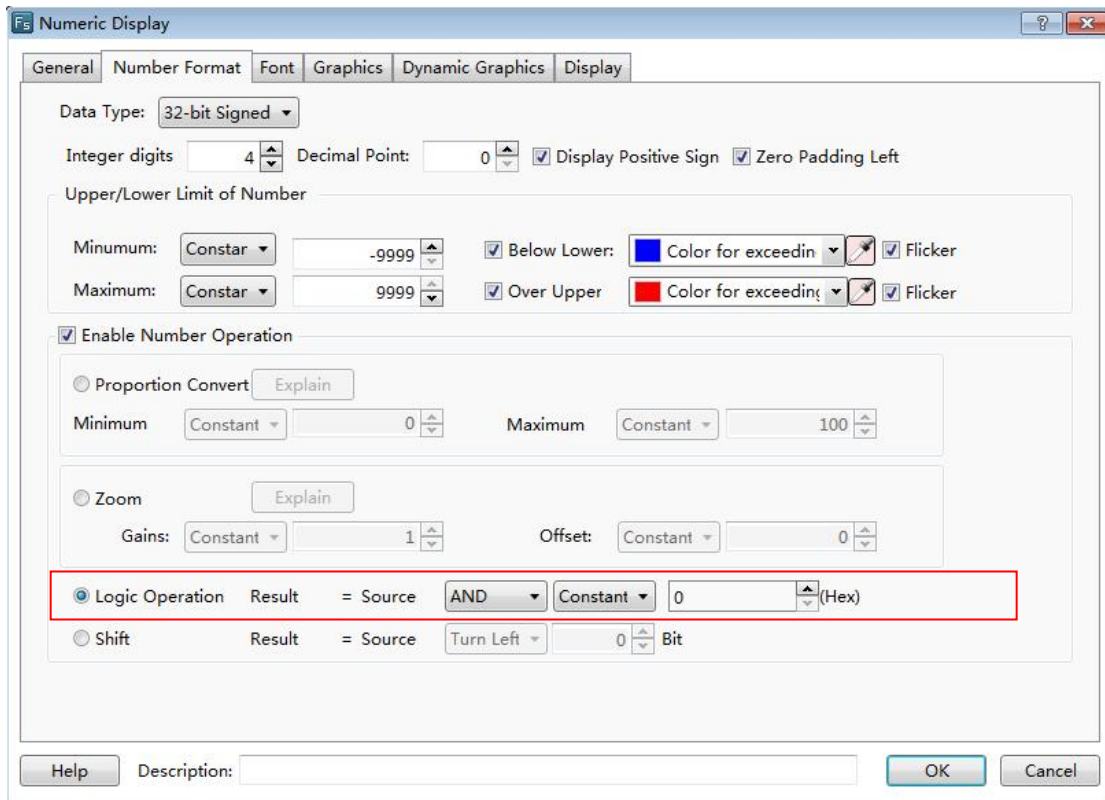 Fs Numeric Display
General Number Format Font Graphics Dynamic Graphics Display
Data Type: 32-bit Signed
Integer digits 4 Decimal Point: 0 Display Positive Sign Zero Padding Left
Upper/Lower Limit of Number
Minumum: Constar -9999 Below Lower: Color for exceedin Flicker
Maximum: Constar 9999 Over Upper Color for exceeding Flicker
Enable Number Operation
Proportion Convert Explain
Minimum Constant 0 Maximum Constant 100
Zoom Explain
Gains: Constant 1 Offset: Constant 0
Logic Operation Result = Source AND Constant 0 (Hex)
Shift Result = Source Turn Left 0 Bit
Help Description: OK Cancel